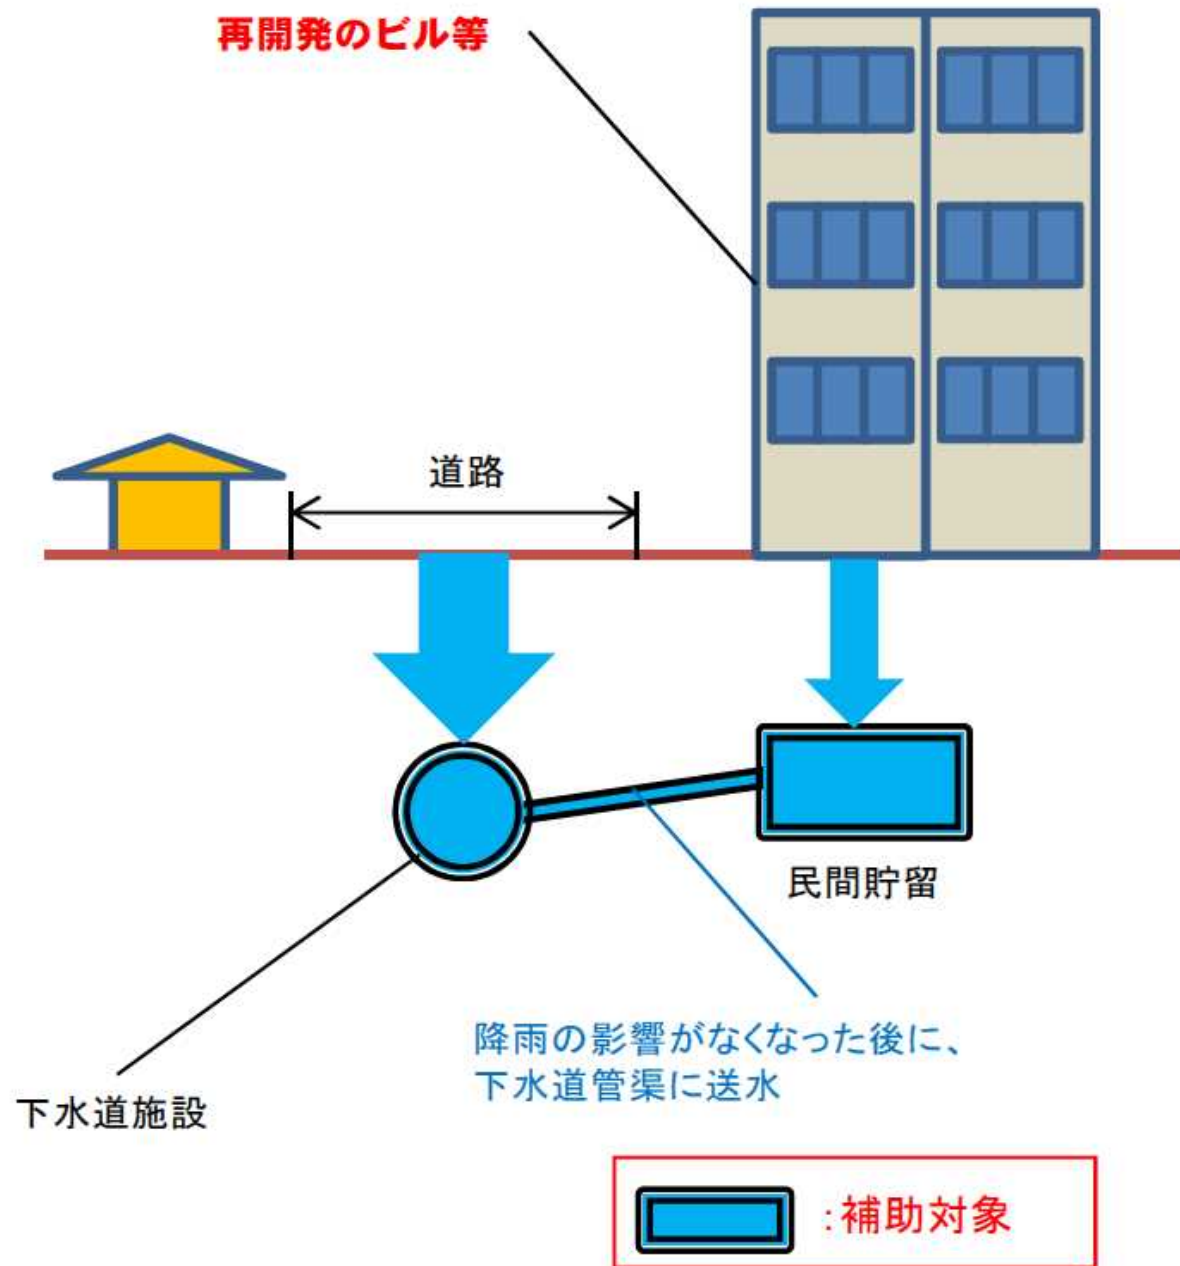 再開発のビル等
道路
民間貯留
降雨の影響がなくなった後に、
下水道管渠に送水
下水道施設
:補助対象